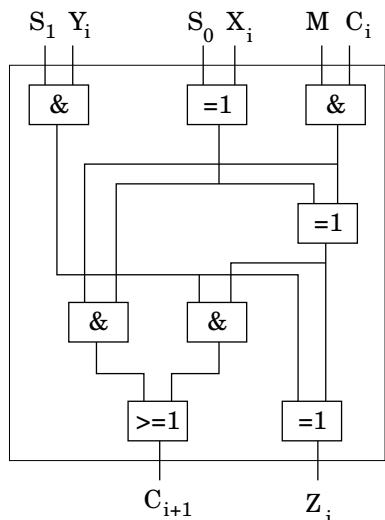 S₁ Yᵢ S₀ Xᵢ M Cᵢ
& =1 &
=1
& &
>=1 =1
Cᵢ₊₁ Zᵢ